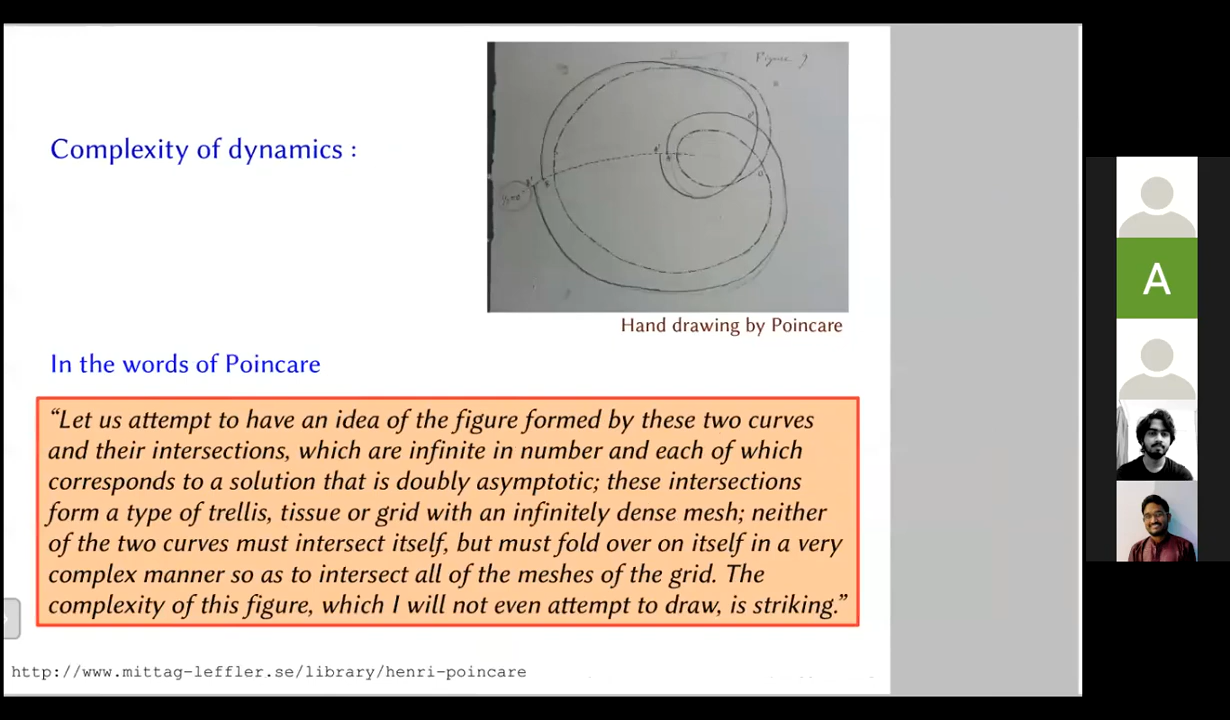 Figure 9
Complexity of dynamics :
Hand drawing by Poincare
In the words of Poincare
“Let us attempt to have an idea of the figure formed by these two curves
and their intersections, which are infinite in number and each of which
corresponds to a solution that is doubly asymptotic; these intersections
form a type of trellis, tissue or grid with an infinitely dense mesh; neither
of the two curves must intersect itself, but must fold over on itself in a very
complex manner so as to intersect all of the meshes of the grid. The
complexity of this figure, which I will not even attempt to draw, is striking.”
http://www.mittag-leffler.se/library/henri-poincare
A